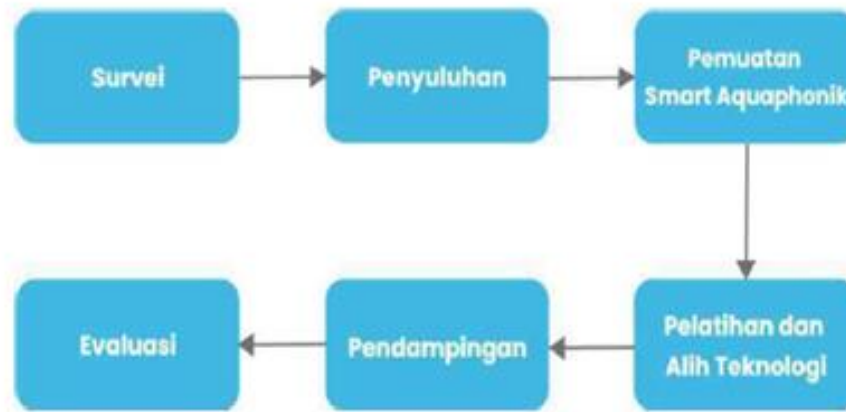 Survei
Penyuluhan
Pemuatan
Smart Aquaphonik
Pelatihan dan
Alih Teknologi
Pendampingan
Evaluasi